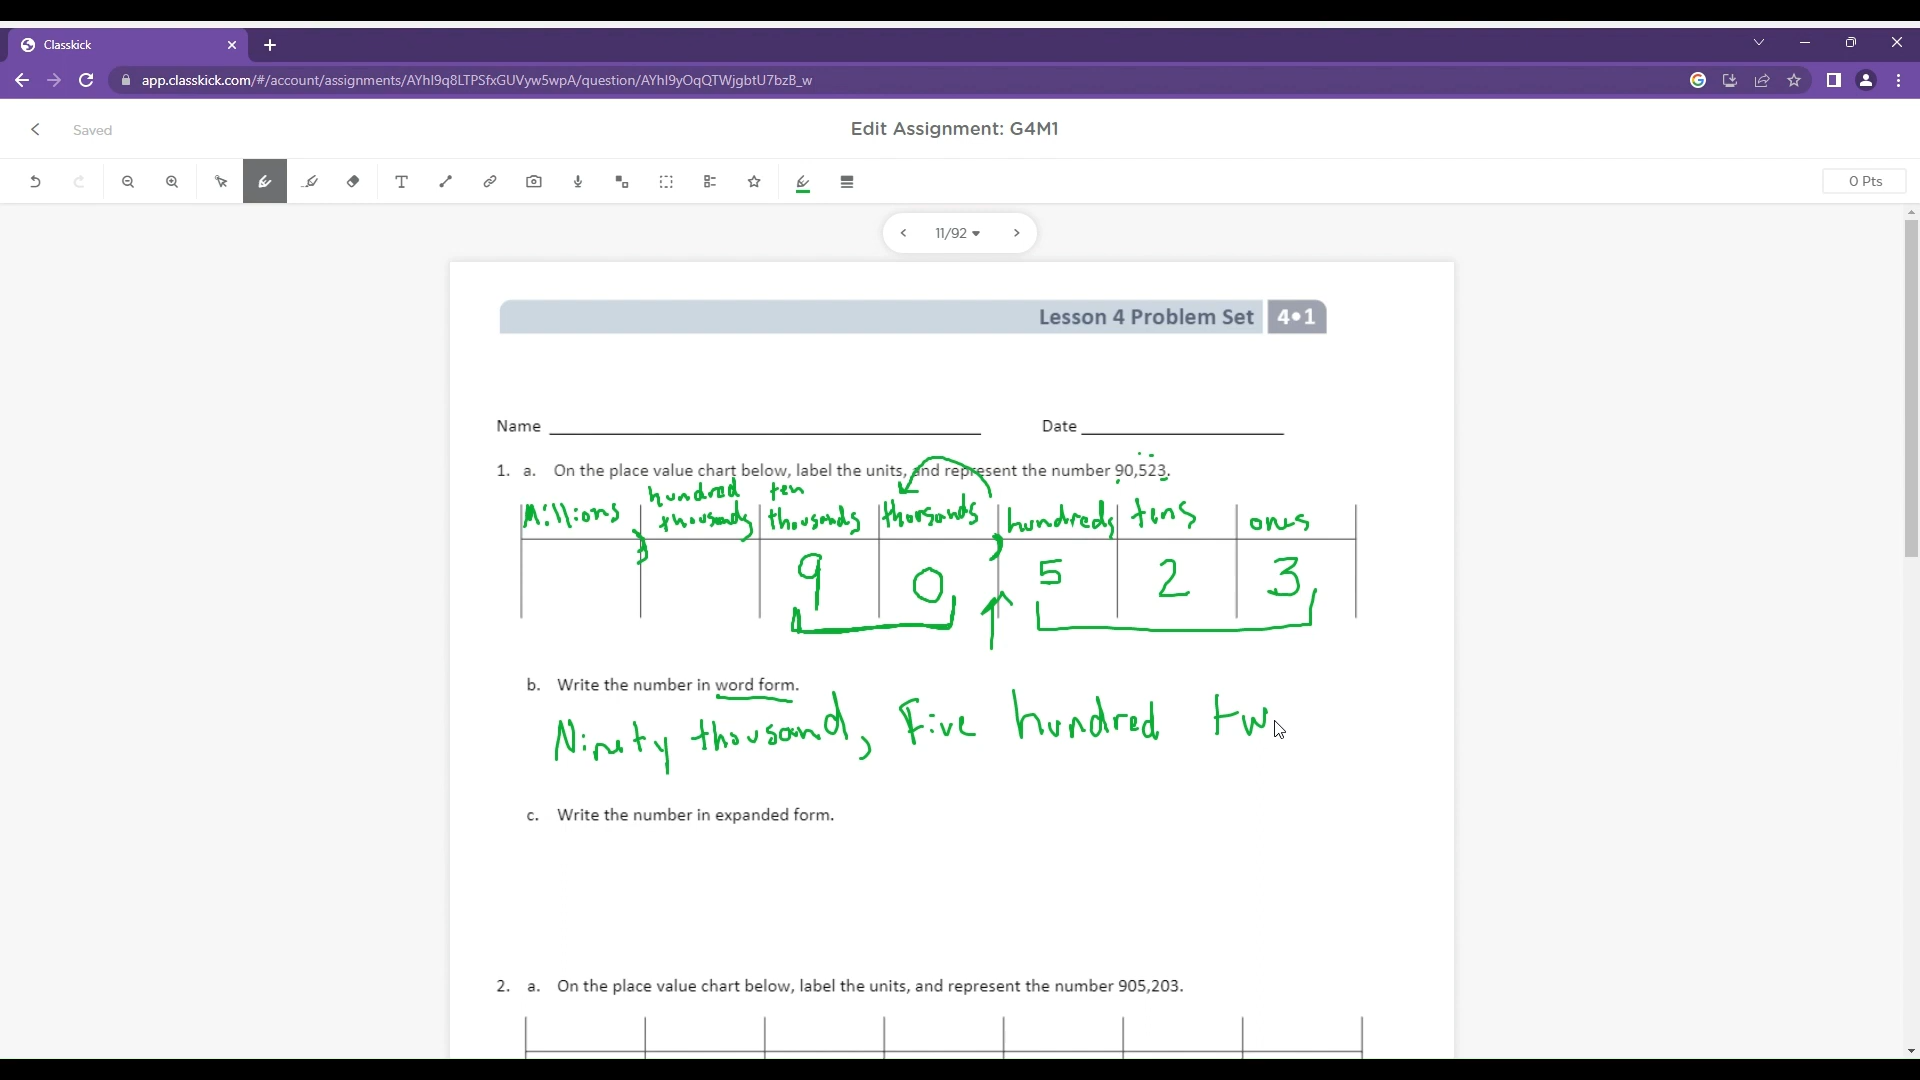 Classkick
app.classkick.com/#/account/assignments/AYhI9q8LTPSfxGUVyw5wpA/question/AYhI9yOqQTWjgbtU7bzB_w
Saved
Edit Assignment: G4M1
0 Pts
11/92
Lesson 4 Problem Set 4•1
Name Date
1. a. On the place value chart below, label the units, and represent the number 90,523.
Millions, hundred thousands ten thousands thousands, hundreds tens ones
9 0 5 2 3
b. Write the number in word form.
Ninety thousand, Five hundred tw
c. Write the number in expanded form.
2. a. On the place value chart below, label the units, and represent the number 905,203.